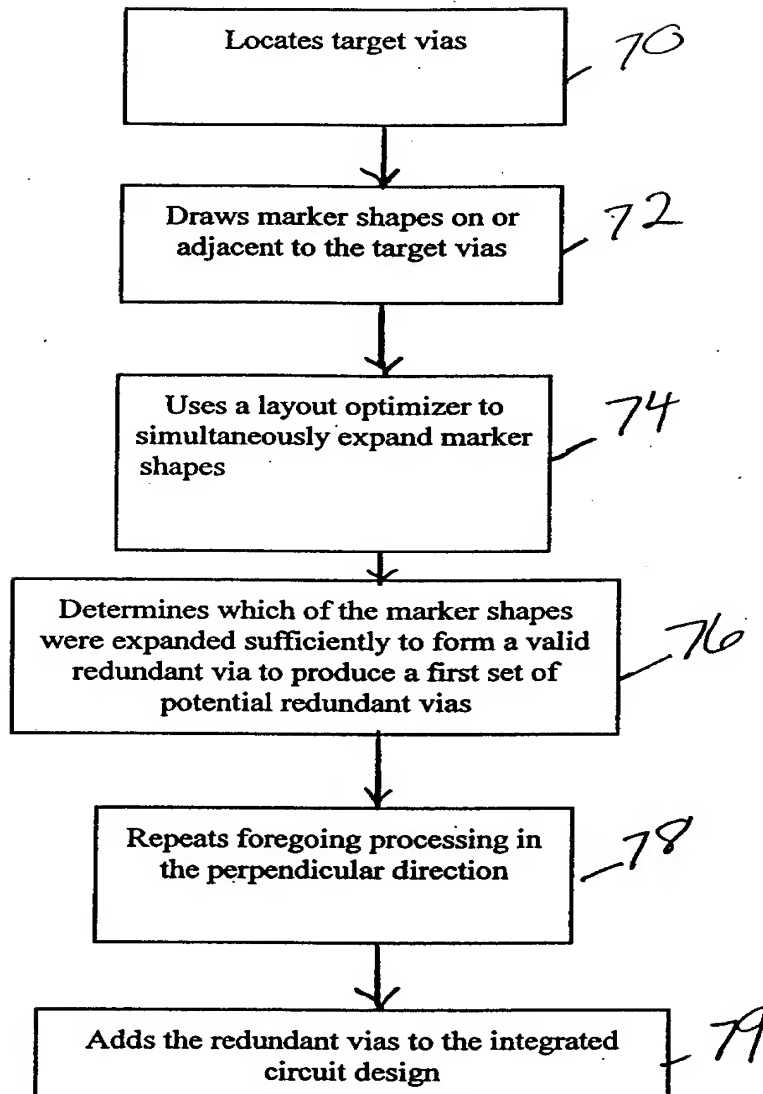 Locates target vias
70
Draws marker shapes on or
adjacent to the target vias
72
Uses a layout optimizer to
simultaneously expand marker
shapes
74
Determines which of the marker shapes
were expanded sufficiently to form a valid
redundant via to produce a first set of
potential redundant vias
76
Repeats foregoing processing in
the perpendicular direction
78
Adds the redundant vias to the integrated
circuit design
79